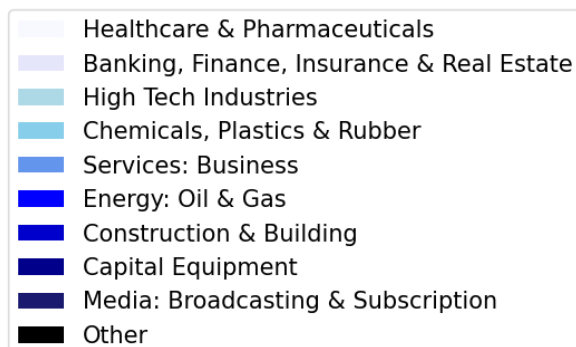 Healthcare & Pharmaceuticals
Banking, Finance, Insurance & Real Estate
High Tech Industries
Chemicals, Plastics & Rubber
Services: Business
Energy: Oil & Gas
Construction & Building
Capital Equipment
Media: Broadcasting & Subscription
Other